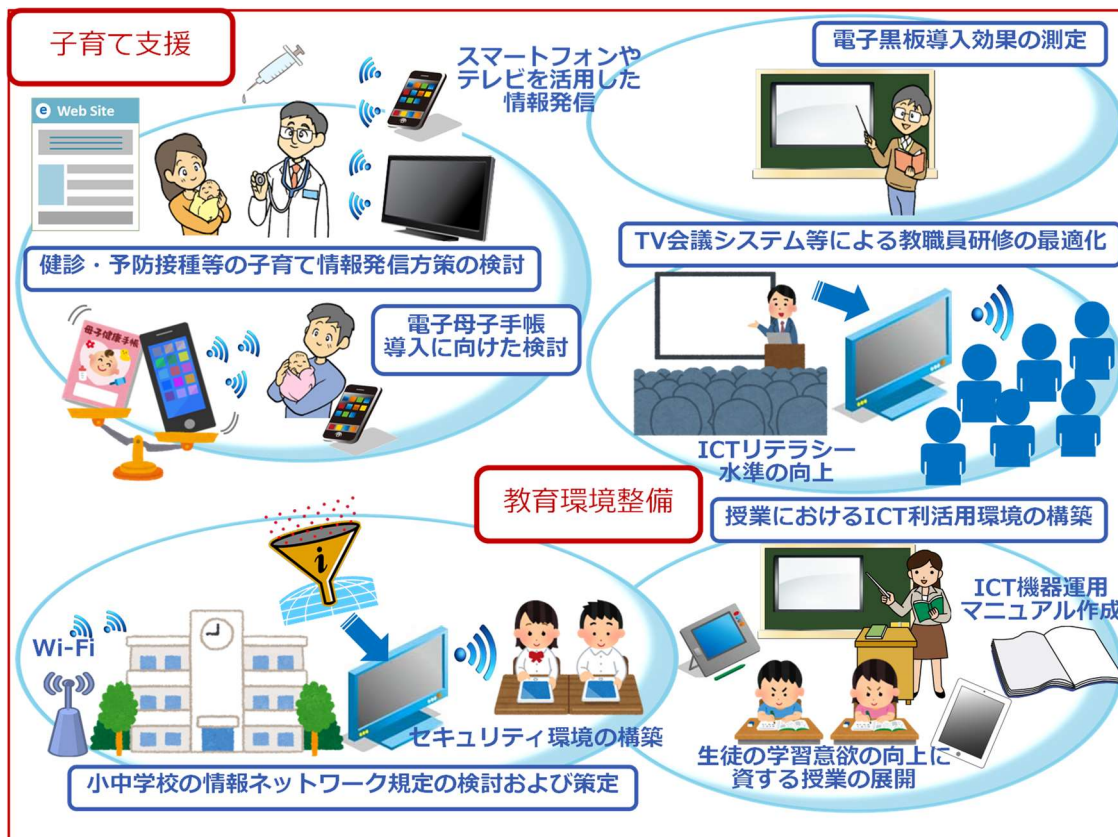 子育て支援
e Web Site
スマートフォンや
テレビを活用した
情報発信
健診・予防接種等の子育て情報発信方策の検討
母子健康手帳
電子母子手帳
導入に向けた検討
電子黒板導入効果の測定
TV会議システム等による教職員研修の最適化
ICTリテラシー
水準の向上
教育環境整備
授業におけるICT利活用環境の構築
ICT機器運用
マニュアル作成
生徒の学習意欲の向上に
資する授業の展開
i
Wi-Fi
セキュリティ環境の構築
小中学校の情報ネットワーク規定の検討および策定